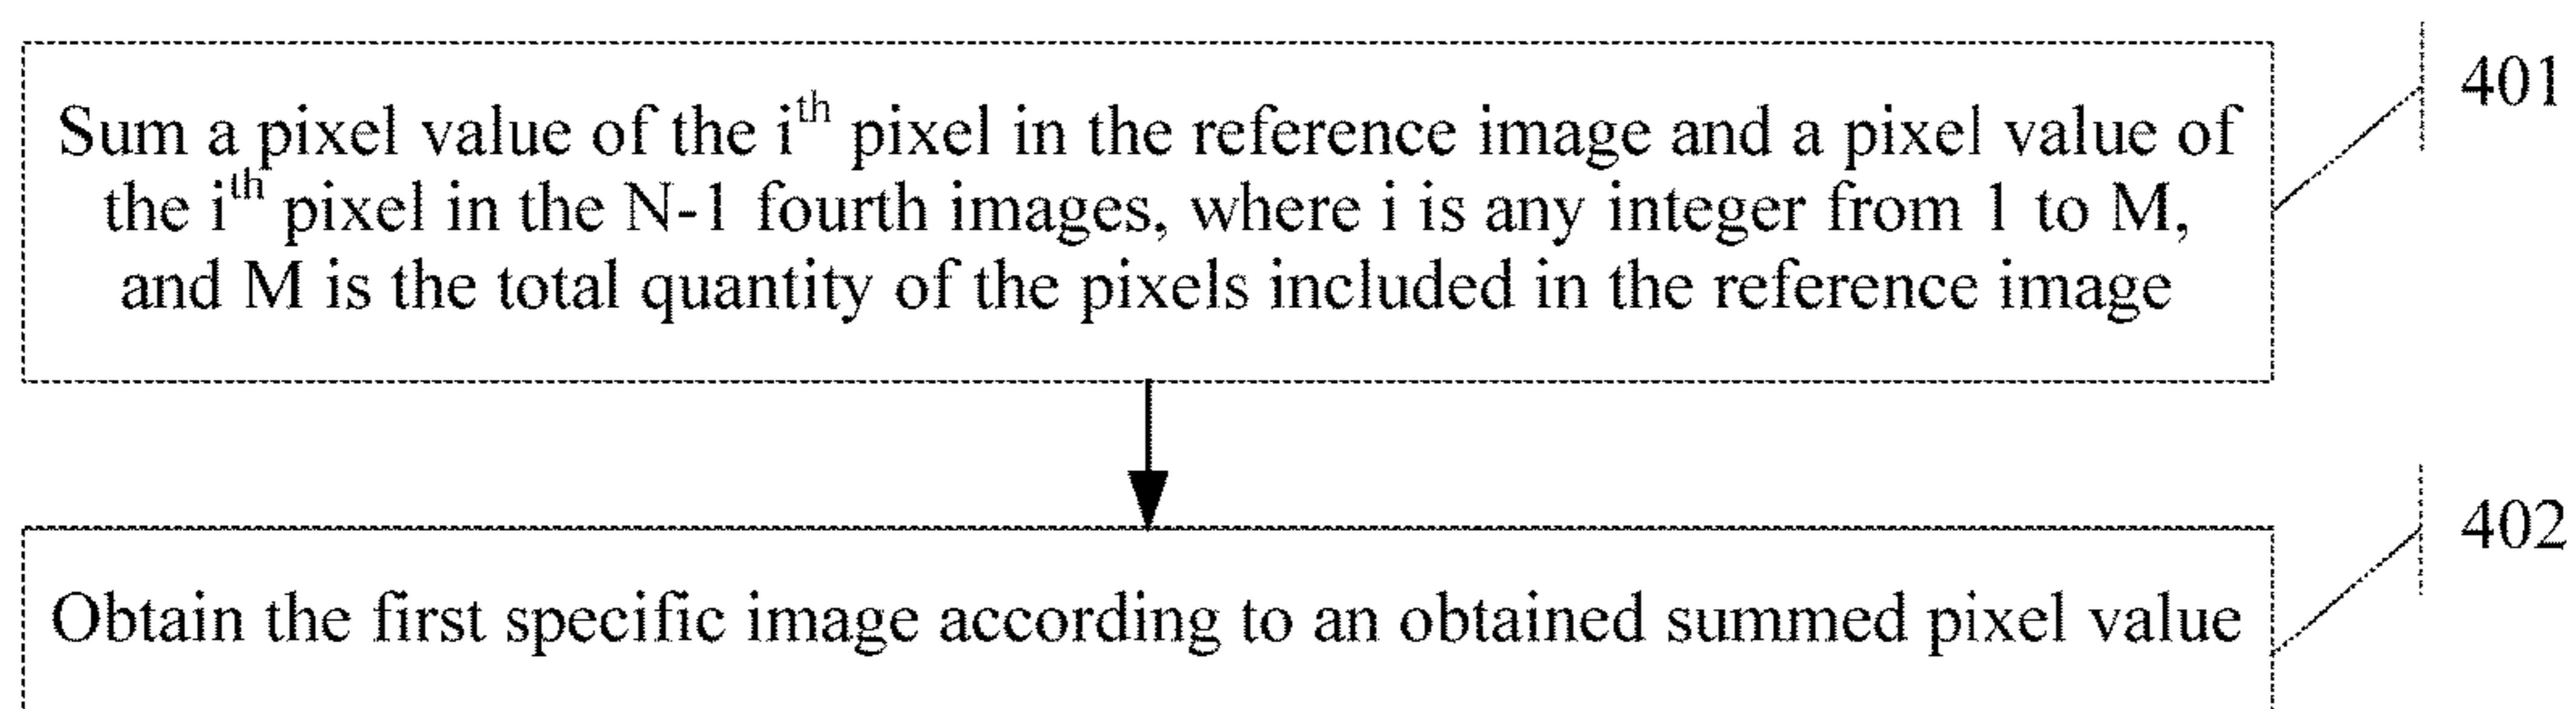 401
Sum a pixel value of the iᵗʰ pixel in the reference image and a pixel value of
the iᵗʰ pixel in the N-1 fourth images, where i is any integer from 1 to M,
and M is the total quantity of the pixels included in the reference image
402
Obtain the first specific image according to an obtained summed pixel value